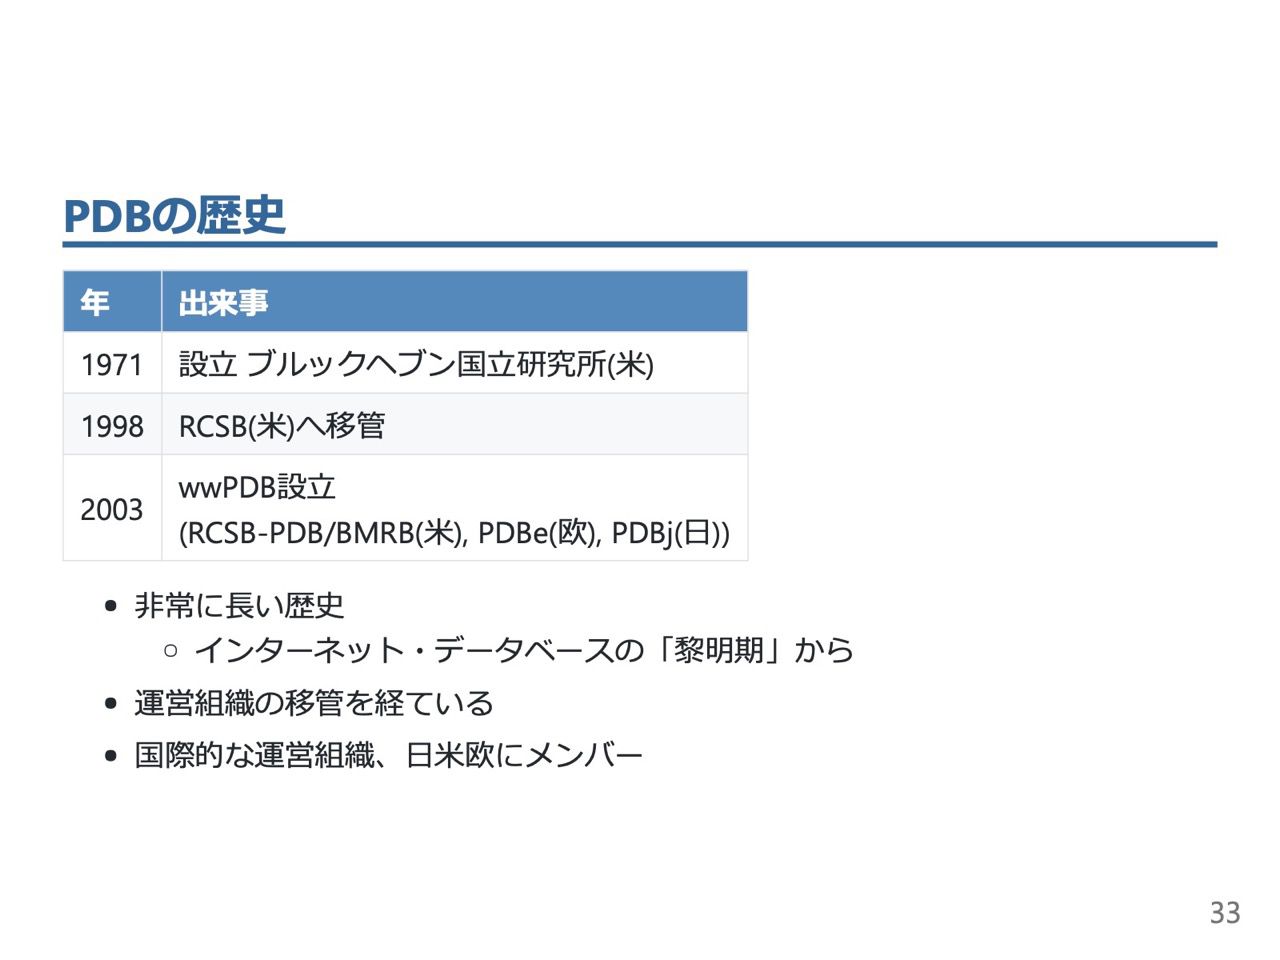 PDBの歴史
年 出来事
1971 設立 ブルックヘブン国立研究所(米)
1998 RCSB(米)へ移管
2003 wwPDB設立
(RCSB-PDB/BMRB(米), PDBe(欧), PDBj(日))
非常に長い歴史
インターネット・データベースの「黎明期」から
運営組織の移管を経ている
国際的な運営組織、日米欧にメンバー
33